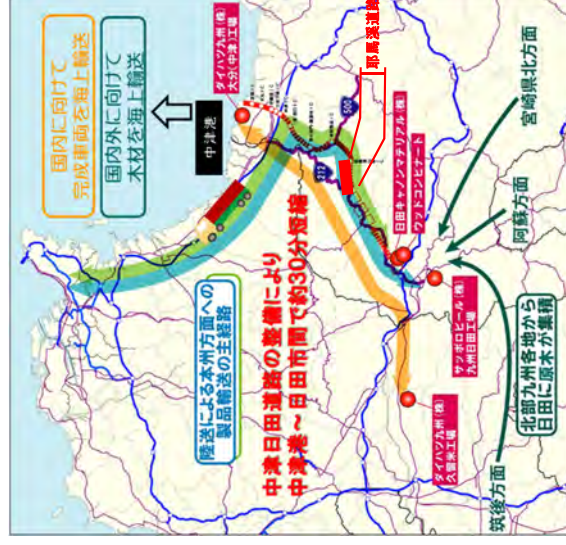 国内に向けて
完成車両を海上輸送
国内外に向けて
木材を海上輸送
中津港
ダイハツ九州(株)
大分(中津)工場
陸送による本州方面への
製品輸送の主経路
中津日田道路の整備により
中津港~日田市間で約30分短縮
耶馬溪道路
500
212
日田キヤノンマテリアル(株)
ウッドコンビナート
サッポロビール(株)
九州日田工場
ダイハツ九州(株)
久留米工場
北部九州各地から
日田に原木が集積
筑後方面
阿蘇方面
宮崎県北方面